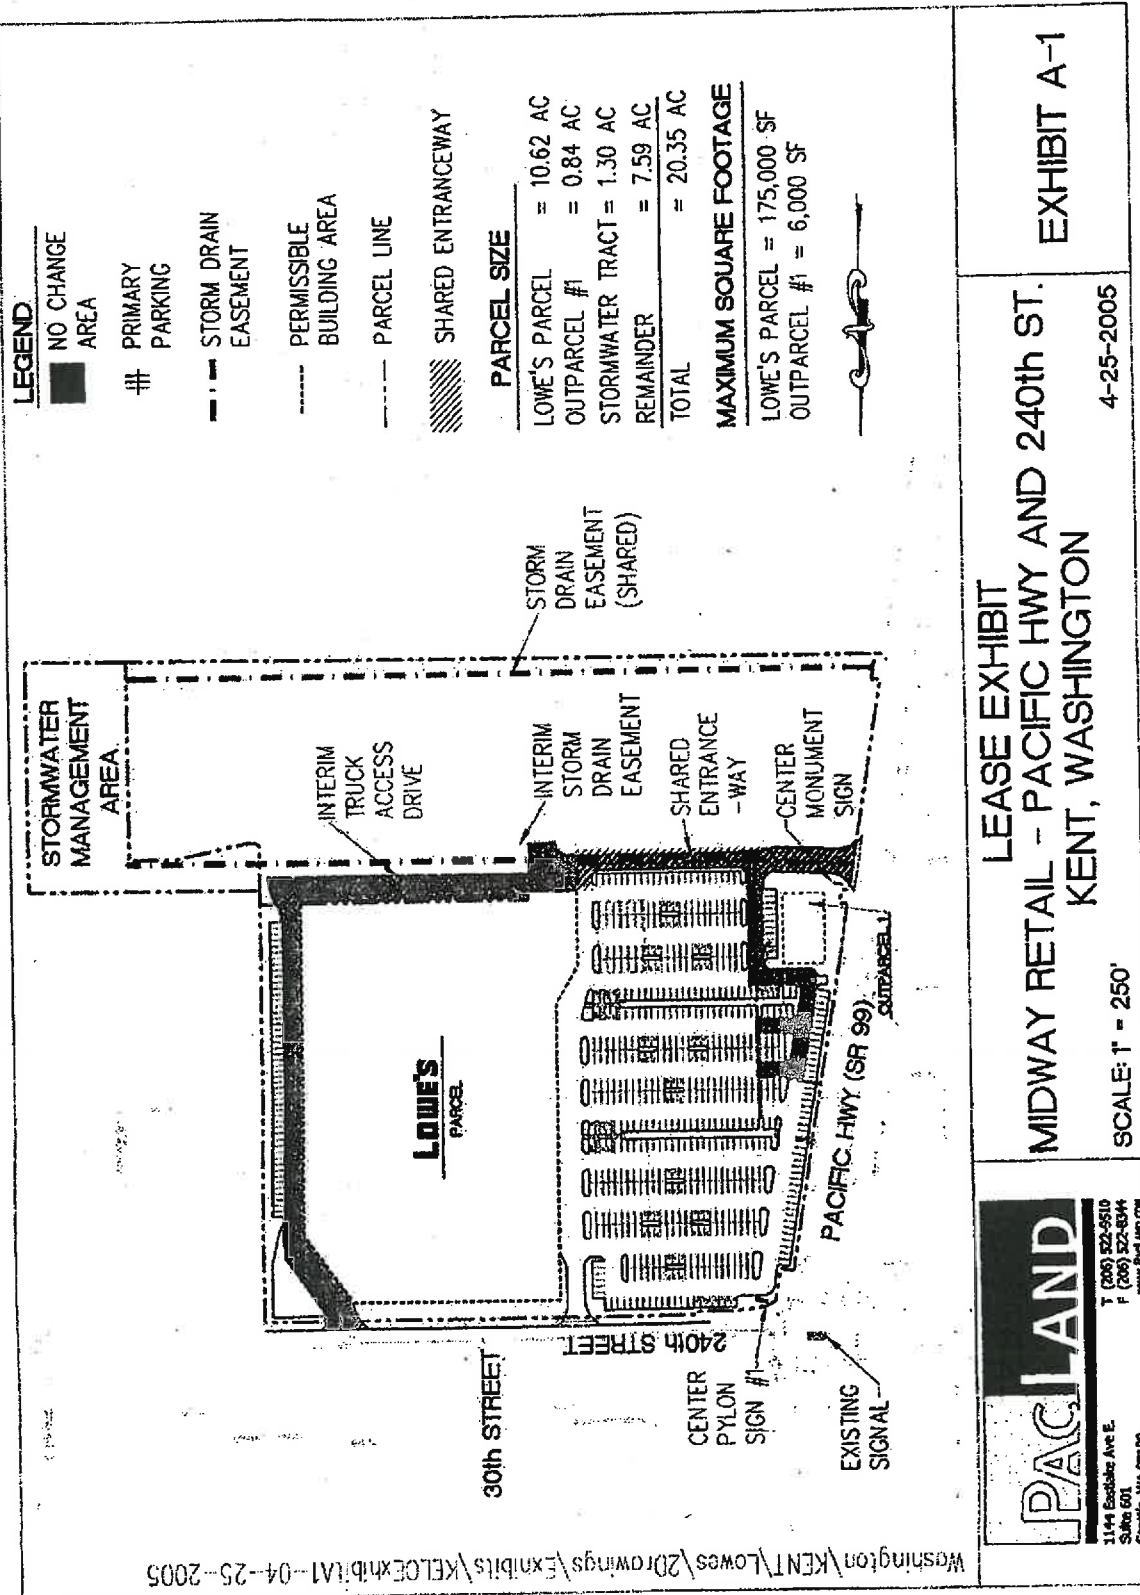 LEGEND
NO CHANGE
AREA
PRIMARY
PARKING
STORM DRAIN
EASEMENT
PERMISSIBLE
BUILDING AREA
PARCEL LINE
SHARED ENTRANCEWAY
PARCEL SIZE
LOWE'S PARCEL = 10.62 AC
OUTPARCEL #1 = 0.84 AC
STORMWATER TRACT = 1.30 AC
REMAINDER = 7.59 AC
TOTAL = 20.35 AC
MAXIMUM SQUARE FOOTAGE
LOWE'S PARCEL = 175,000 SF
OUTPARCEL #1 = 6,000 SF
STORMWATER
MANAGEMENT
AREA
INTERIM
TRUCK
ACCESS
DRIVE
STORM
DRAIN
EASEMENT
(SHARED)
INTERIM
STORM
DRAIN
EASEMENT
SHARED
ENTRANCE
-WAY
CENTER
MONUMENT
SIGN
LOWE'S
PARCEL
OUTPARCEL 1
PACIFIC HWY (SR 99)
240th STREET
30th STREET
CENTER
PYLON
SIGN #1
EXISTING
SIGNAL
Washington\KENT\Lowes\2Drawings\Exhibits\KELOExhibitA1-04-25-2005
PAC LAND
1144 Eastlake Ave E.
Suite 601
T (206) 522-9510
F (206) 522-8344
LEASE EXHIBIT
MIDWAY RETAIL - PACIFIC HWY AND 240th ST.
KENT, WASHINGTON
SCALE: 1" = 250'
4-25-2005
EXHIBIT A-1